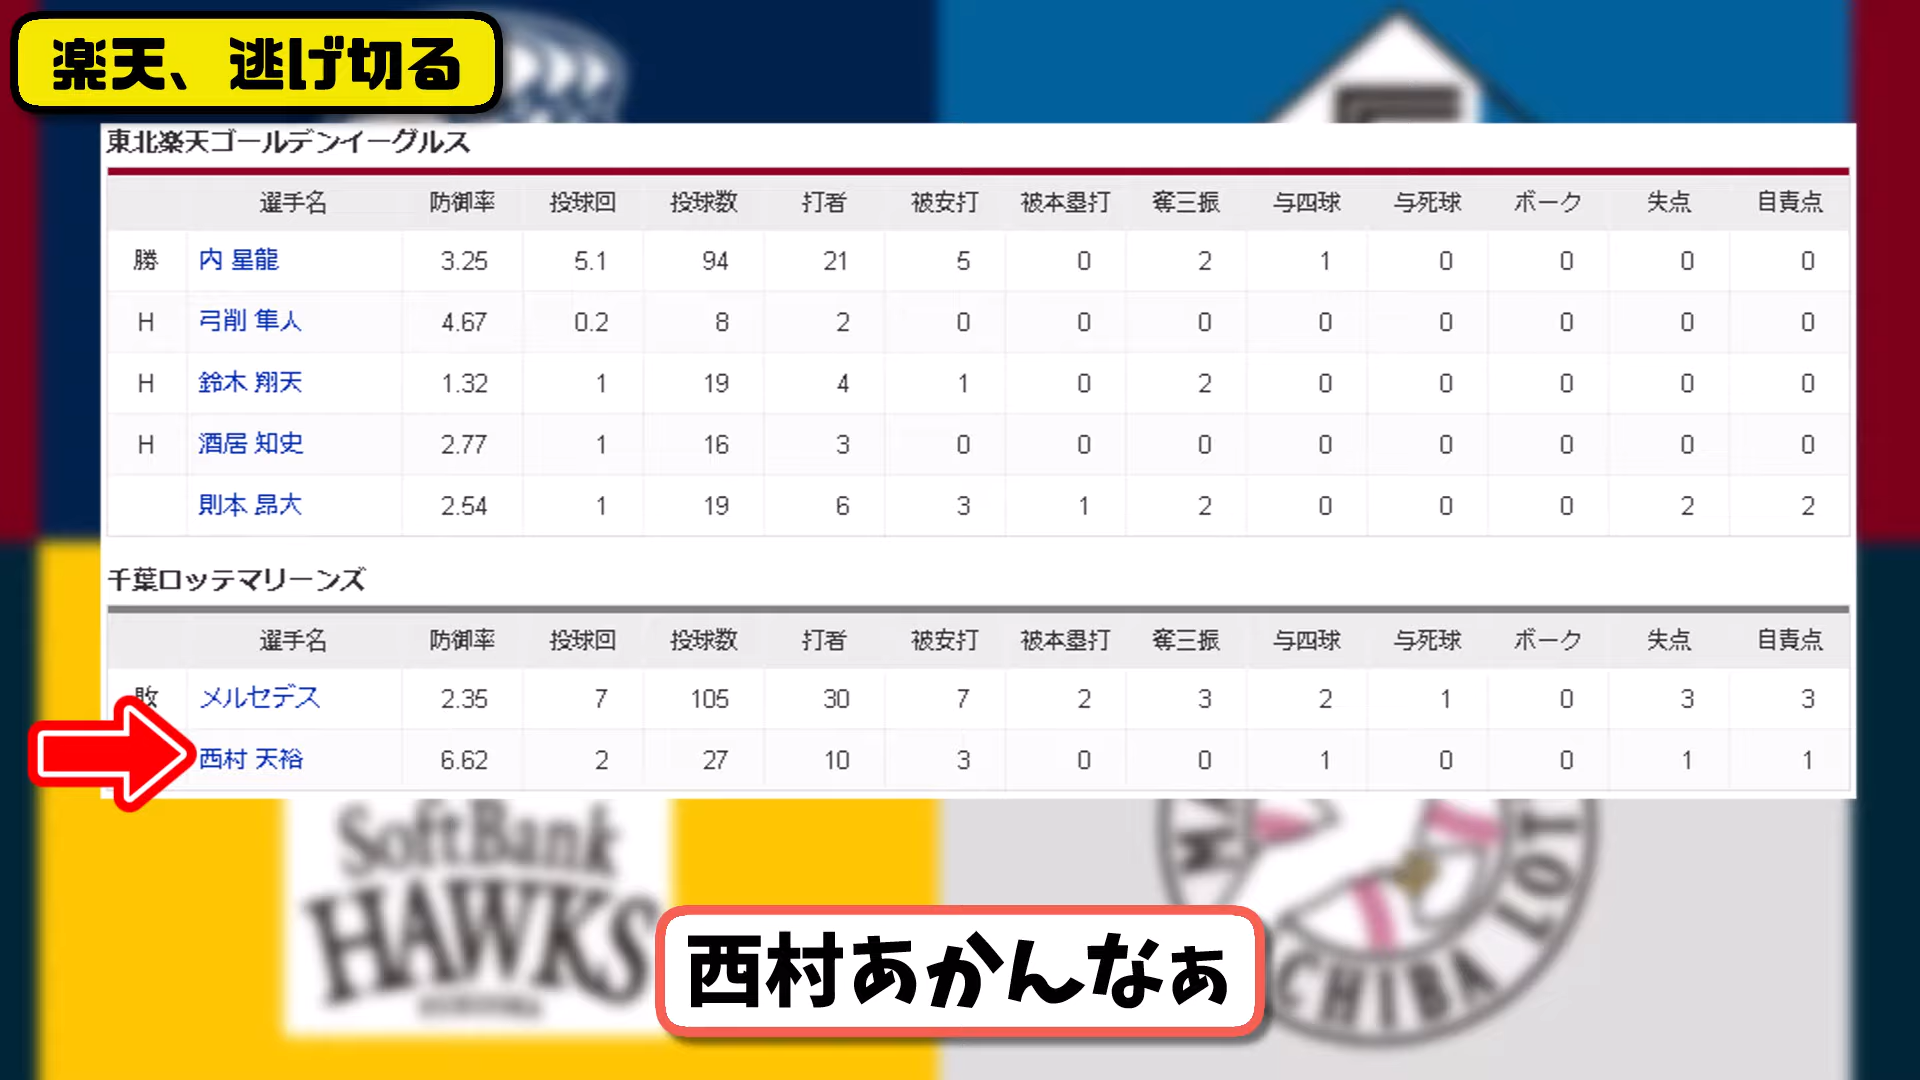 楽天、逃げ切る
東北楽天ゴールデンイーグルス
選手名 防御率 投球回 投球数 打者 被安打 被本塁打 奪三振 与四球 与死球 ボーク 失点 自責点
勝 内 星龍 3.25 5.1 94 21 5 0 2 1 0 0 0 0
H 弓削 隼人 4.67 0.2 8 2 0 0 0 0 0 0 0 0
H 鈴木 翔天 1.32 1 19 4 1 0 2 0 0 0 0 0
H 酒居 知史 2.77 1 16 3 0 0 0 0 0 0 0 0
則本 昂大 2.54 1 19 6 3 1 2 0 0 0 2 2
千葉ロッテマリーンズ
選手名 防御率 投球回 投球数 打者 被安打 被本塁打 奪三振 与四球 与死球 ボーク 失点 自責点
敗 メルセデス 2.35 7 105 30 7 2 3 2 1 0 3 3
西村 天裕 6.62 2 27 10 3 0 0 1 0 0 1 1
SoftBank
HAWKS
CHIBA LOT
西村あかんなぁ